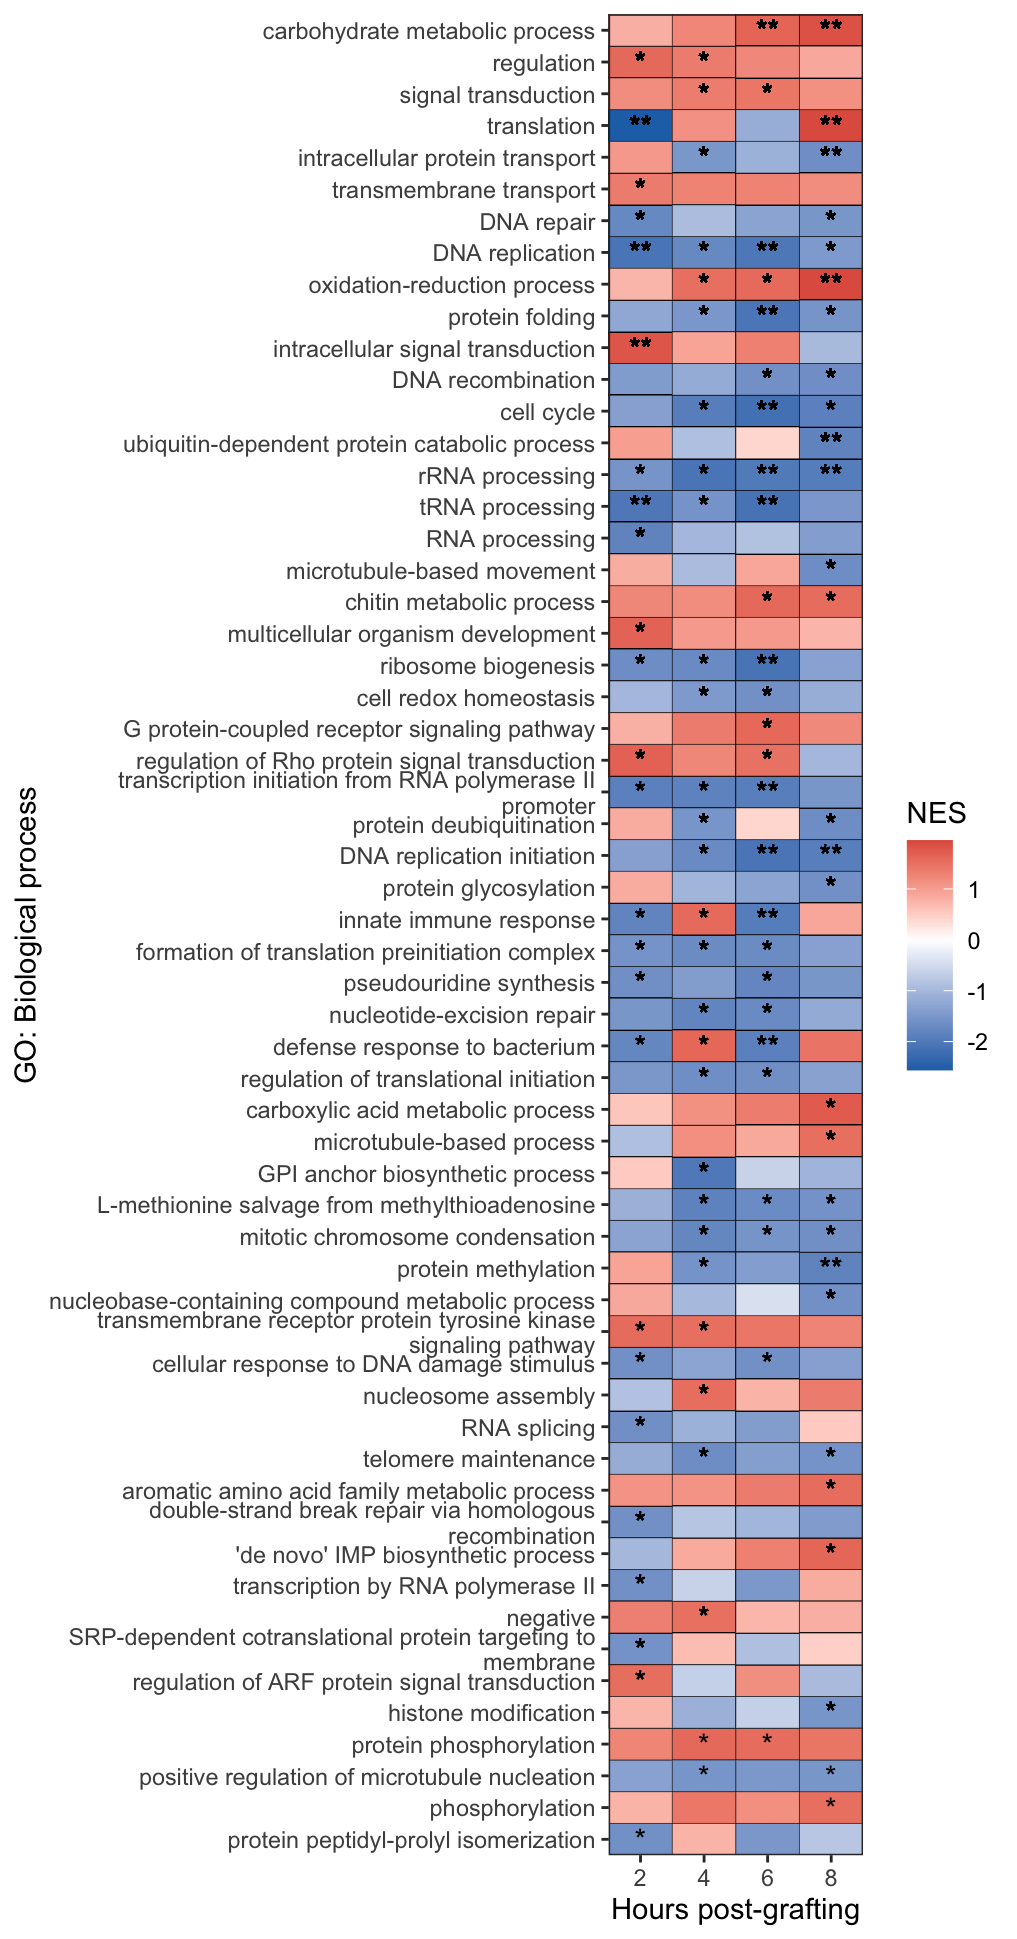 carbohydrate metabolic process ** **
regulation * *
signal transduction * *
translation ** **
intracellular protein transport * **
transmembrane transport *
DNA repair * *
DNA replication ** * ** *
oxidation-reduction process * * **
protein folding * ** *
intracellular signal transduction **
DNA recombination * *
cell cycle * ** *
ubiquitin-dependent protein catabolic process **
rRNA processing * * ** **
tRNA processing ** * **
RNA processing *
microtubule-based movement *
chitin metabolic process * *
multicellular organism development *
ribosome biogenesis * * **
cell redox homeostasis * *
G protein-coupled receptor signaling pathway *
regulation of Rho protein signal transduction * *
transcription initiation from RNA polymerase II
promoter * * **
protein deubiquitination * *
DNA replication initiation * ** **
protein glycosylation *
innate immune response * * **
formation of translation preinitiation complex * * *
pseudouridine synthesis * *
nucleotide-excision repair * *
defense response to bacterium * * **
regulation of translational initiation * *
carboxylic acid metabolic process *
microtubule-based process *
GPI anchor biosynthetic process *
L-methionine salvage from methylthioadenosine * * *
mitotic chromosome condensation * * *
protein methylation * **
nucleobase-containing compound metabolic process *
transmembrane receptor protein tyrosine kinase
signaling pathway * *
cellular response to DNA damage stimulus * *
nucleosome assembly *
RNA splicing *
telomere maintenance * *
aromatic amino acid family metabolic process *
double-strand break repair via homologous
recombination *
'de novo' IMP biosynthetic process *
transcription by RNA polymerase II *
negative *
SRP-dependent cotranslational protein targeting to
membrane *
regulation of ARF protein signal transduction *
histone modification *
protein phosphorylation * *
positive regulation of microtubule nucleation * *
phosphorylation *
protein peptidyl-prolyl isomerization *
2 4 6 8
Hours post-grafting
GO: Biological process
NES
1
0
-1
-2